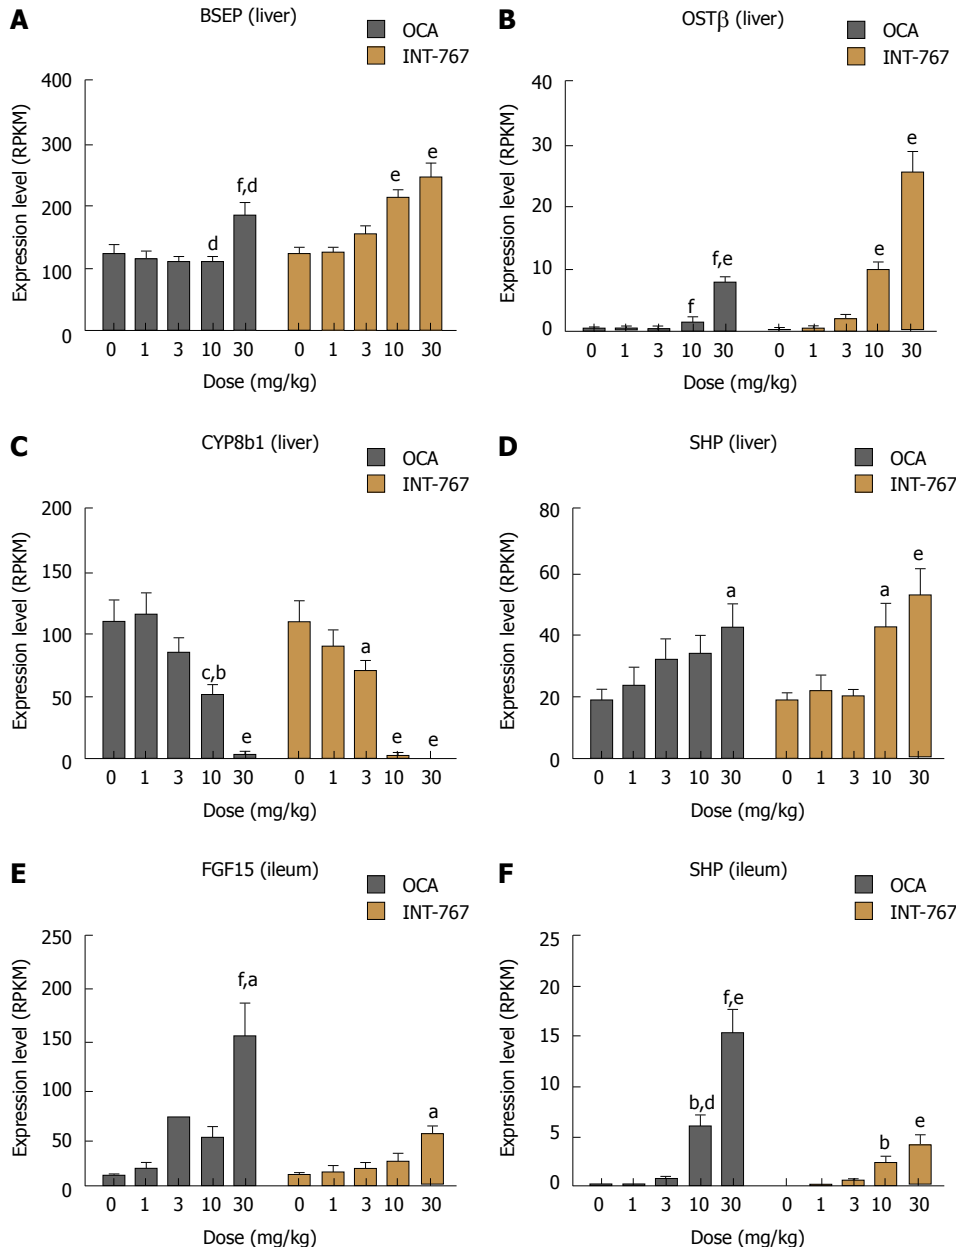 A
BSEP (liver)
OCA
INT-767
Expression level (RPKM)
400
300
200
100
0
f,d
d
e
e
0 1 3 10 30 0 1 3 10 30
Dose (mg/kg)
B
OSTβ (liver)
OCA
INT-767
Expression level (RPKM)
40
30
20
10
0
e
f,e
e
f
0 1 3 10 30 0 1 3 10 30
Dose (mg/kg)
C
CYP8b1 (liver)
OCA
INT-767
Expression level (RPKM)
200
150
100
50
0
a
c,b
e
e
e
0 1 3 10 30 0 1 3 10 30
Dose (mg/kg)
D
SHP (liver)
OCA
INT-767
Expression level (RPKM)
80
60
40
20
0
e
a
a
0 1 3 10 30 0 1 3 10 30
Dose (mg/kg)
E
FGF15 (ileum)
OCA
INT-767
Expression level (RPKM)
250
200
150
100
50
0
f,a
a
0 1 3 10 30 0 1 3 10 30
Dose (mg/kg)
F
SHP (ileum)
OCA
INT-767
Expression level (RPKM)
25
20
15
10
5
0
f,e
b,d
e
b
0 1 3 10 30 0 1 3 10 30
Dose (mg/kg)